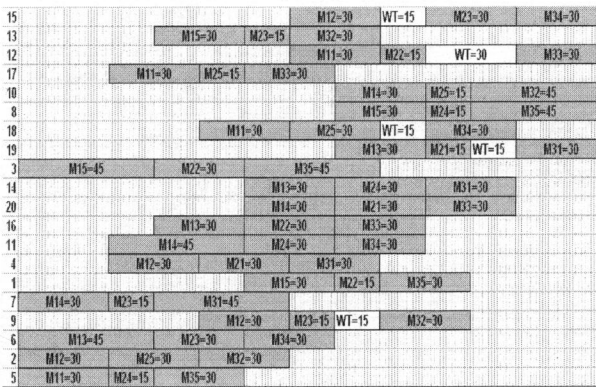 15 M12=30 WT=15 M23=30 M34=30
13 M15=30 M23=15 M32=30
12 M11=30 M22=15 WT=30 M33=30
17 M11=30 M25=15 M33=30
10 M14=30 M25=15 M32=45
8 M15=30 M24=15 M35=45
18 M11=30 M25=30 WT=15 M34=30
19 M13=30 M21=15 WT=15 M31=30
3 M15=45 M22=30 M35=45
14 M13=30 M24=30 M31=30
20 M14=30 M21=30 M33=30
16 M13=30 M22=30 M33=30
11 M14=45 M24=30 M34=30
4 M12=30 M21=30 M31=30
1 M15=30 M22=15 M35=30
7 M14=30 M23=15 M31=45
9 M12=30 M23=15 WT=15 M32=30
6 M13=45 M23=30 M34=30
2 M12=30 M25=30 M32=30
5 M11=30 M24=15 M35=30